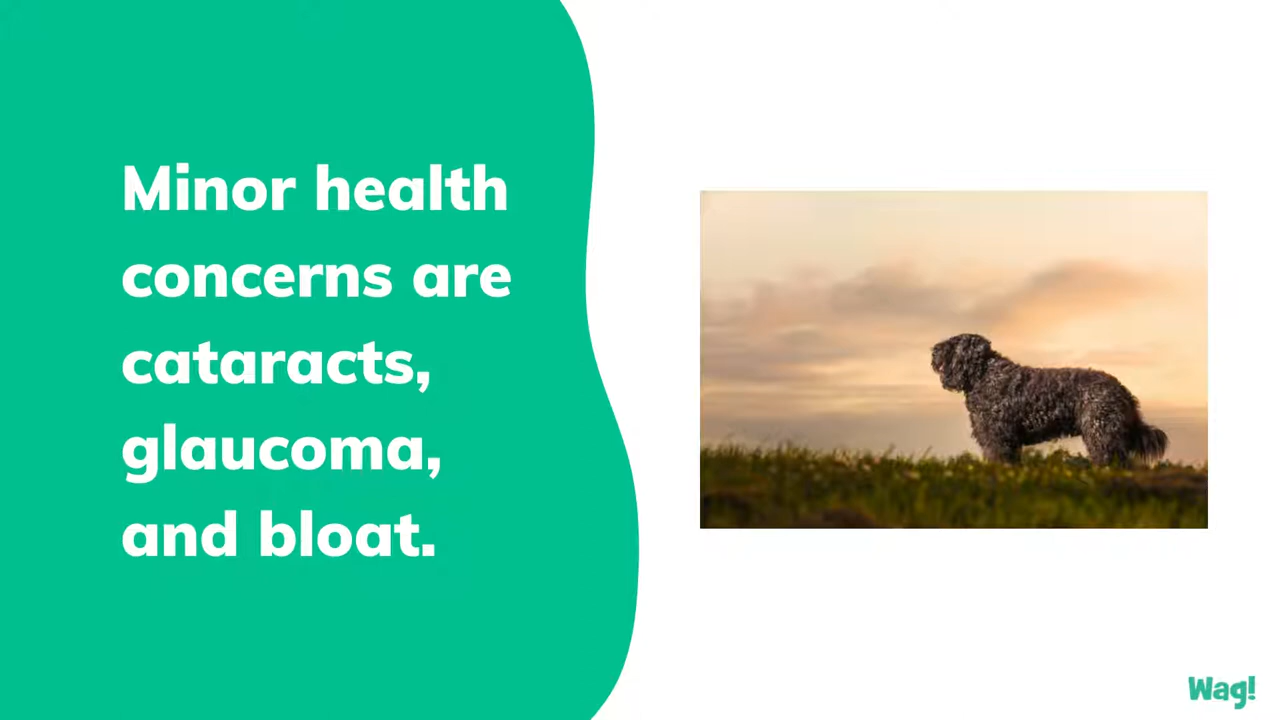 Minor health
concerns are
cataracts,
glaucoma,
and bloat.
Wag!